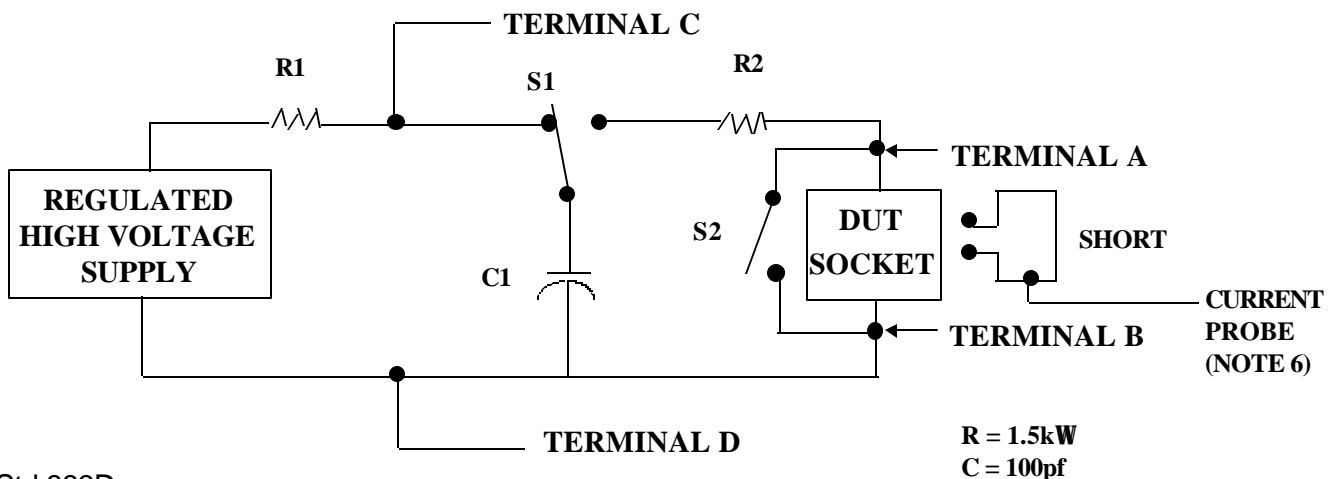 TERMINAL C
R1
S1
R2
TERMINAL A
REGULATED
HIGH VOLTAGE
SUPPLY
S2
DUT
SOCKET
SHORT
C1
CURRENT
PROBE
(NOTE 6)
TERMINAL B
TERMINAL D
R = 1.5kW
C = 100pf